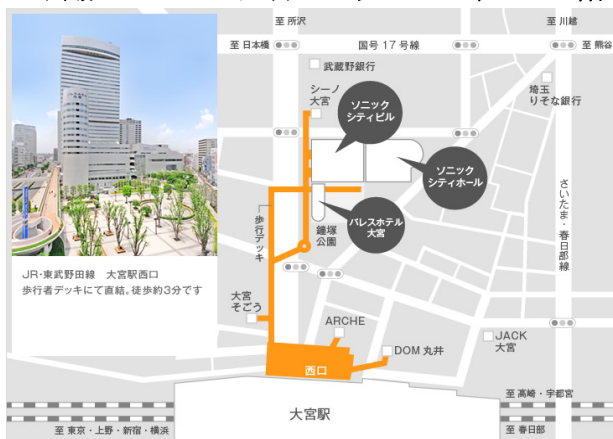 至 所沢
至 川越
至 日本橋
国号 17 号線
至 熊谷
武蔵野銀行
シーノ
大宮
ソニック
シティビル
埼玉
りそな銀行
ソニック
シティホール
さいたま・春日部線
歩行デッキ
鐘塚
公園
パレスホテル
大宮
JR・東武野田線 大宮駅西口
歩行者デッキにて直結。徒歩約3分です
大宮
そごう
ARCHE
DOM 丸井
JACK
大宮
西口
大宮駅
至 高崎・宇都宮
至 東京・上野・新宿・横浜
至 春日部